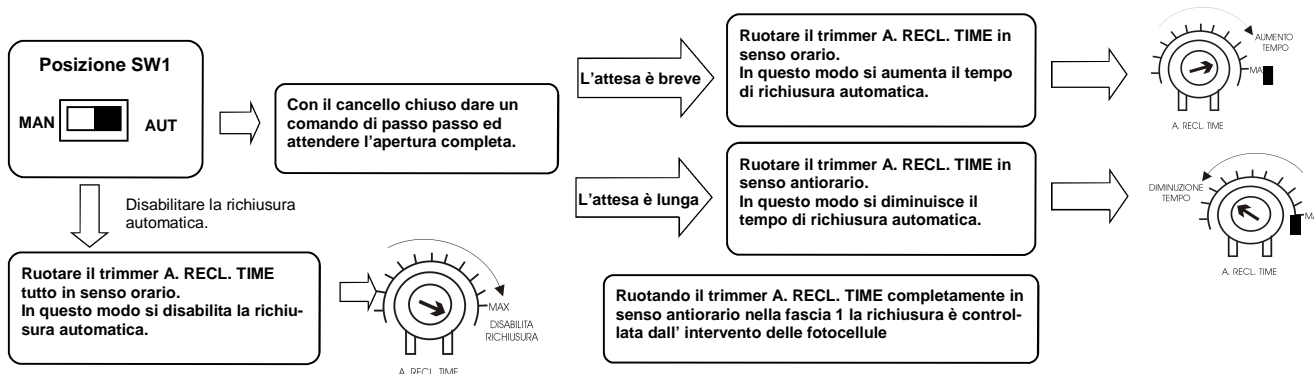 Posizione SW1
MAN
AUT
Con il cancello chiuso dare un
comando di passo passo ed
attendere l'apertura completa.
L'attesa è breve
Ruotare il trimmer A. RECL. TIME in
senso orario.
In questo modo si aumenta il tempo
di richiusura automatica.
AUMENTO
TEMPO
MAX
A. RECL. TIME
L'attesa è lunga
Ruotare il trimmer A. RECL. TIME in
senso antiorario.
In questo modo si diminuisce il
tempo di richiusura automatica.
DIMINUZIONE
TEMPO
MA
A. RECL. TIME
Disabilitare la richiusura
automatica.
Ruotare il trimmer A. RECL. TIME
tutto in senso orario.
In questo modo si disabilita la richiu-
sura automatica.
MAX
DISABILITA
RICHIUSURA
A. RECL. TIME
Ruotando il trimmer A. RECL. TIME completamente in
senso antiorario nella fascia 1 la richiusura è control-
lata dall' intervento delle fotocellule